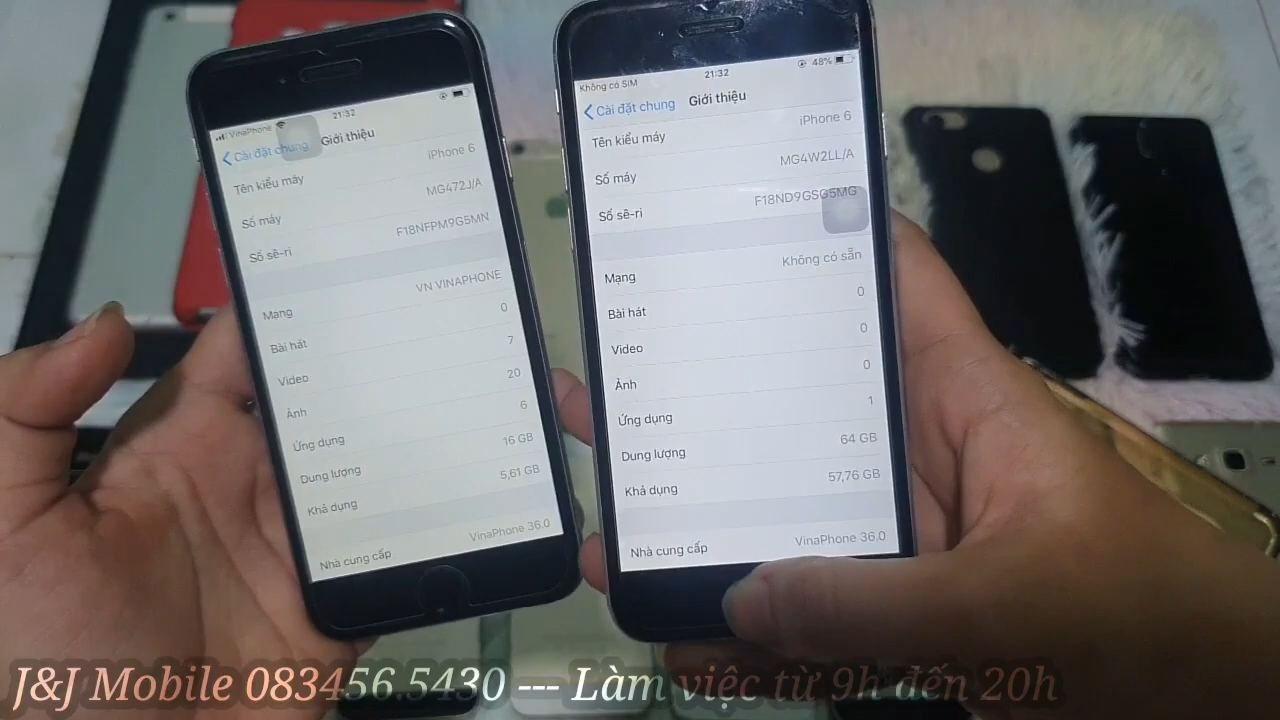 VinaPhone
21:32
Cài đặt chung
Giới thiệu
Tên kiểu máy
iPhone 6
Số máy
MG472J/A
Số sê-ri
F18NFPM9G5MN
Mạng
VN VINAPHONE
Bài hát
0
Video
7
Ảnh
20
Ứng dụng
6
Dung lượng
16 GB
Khả dụng
5,61 GB
Nhà cung cấp
VinaPhone 36.0
Không có SIM
21:32
48%
Cài đặt chung
Giới thiệu
Tên kiểu máy
iPhone 6
Số máy
MG4W2LL/A
Số sê-ri
F18ND9GSG5MG
Mạng
Không có sẵn
Bài hát
0
Video
0
Ảnh
0
Ứng dụng
1
Dung lượng
64 GB
Khả dụng
57,76 GB
Nhà cung cấp
VinaPhone 36.0
J&J Mobile 083456.5430 --- Làm việc từ 9h đến 20h